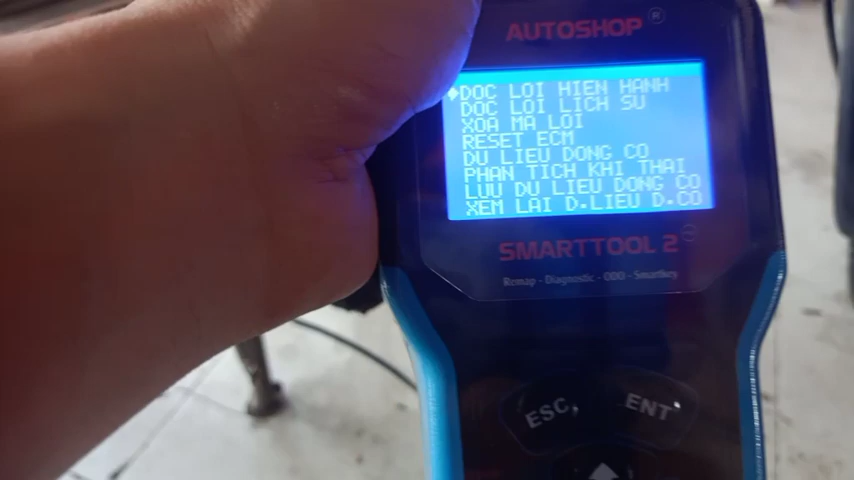 AUTOSHOP ®
DOC LOI HIEN HANH
DOC LOI LICH SU
XOA MA LOI
RESET ECM
DU LIEU DONG CO
PHAN TICH KHI THAI
LUU DU LIEU DONG CO
XEM LAI D.LIEU D.CO
SMARTTOOL 2
Remap - Diagnostic - ODO - Smartkey
ESC
ENT